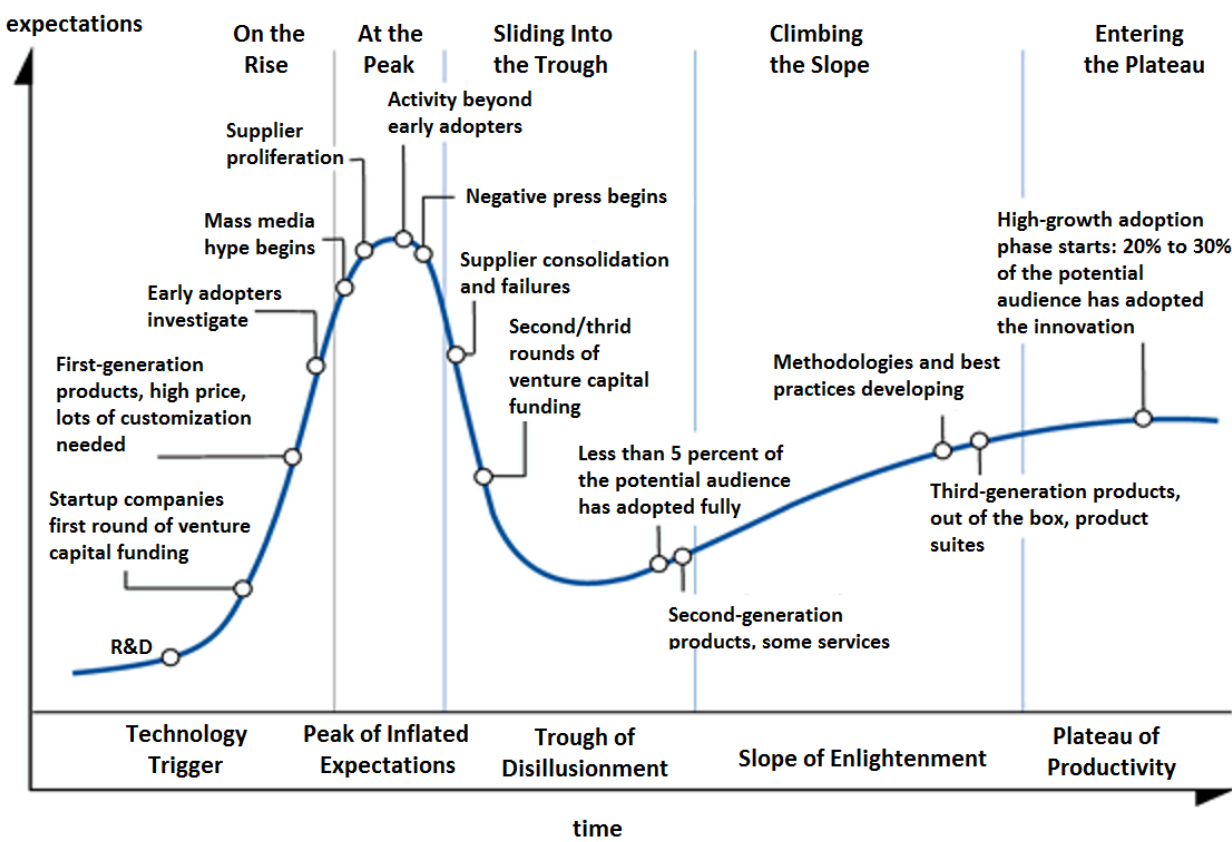 expectations
On the
Rise
At the
Peak
Sliding Into
the Trough
Climbing
the Slope
Entering
the Plateau
Activity beyond
early adopters
Supplier
proliferation
Negative press begins
Mass media
hype begins
Supplier consolidation
and failures
Early adopters
investigate
Second/thrid
rounds of
venture capital
funding
First-generation
products, high price,
lots of customization
needed
Startup companies
first round of venture
capital funding
R&D
Less than 5 percent of
the potential audience
has adopted fully
Second-generation
products, some services
Methodologies and best
practices developing
Third-generation products,
out of the box, product
suites
High-growth adoption
phase starts: 20% to 30%
of the potential
audience has adopted
the innovation
Technology
Trigger
Peak of Inflated
Expectations
Trough of
Disillusionment
Slope of Enlightenment
Plateau of
Productivity
time